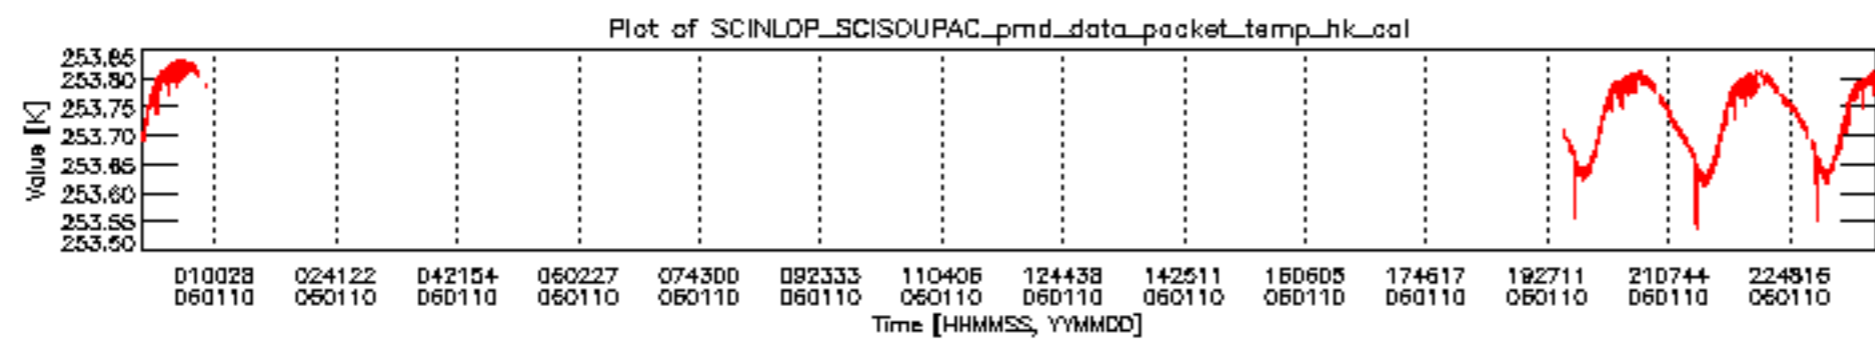 Plot of SCINLOP_SCISOUPAC_pmd_data_packet_temp_hk_cal
253.85
253.80
253.75
253.70
253.65
253.60
253.55
253.50
Value [K]
010028 024122 042154 060227 074300 092333 110406 124438 142511 160605 174617 192711 210744 224816
060110 060110 060110 060110 060110 060110 060110 060110 060110 060110 060110 060110 060110 060110
Time [HHMMSS, YYMMDD]